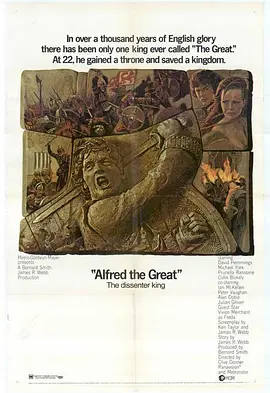 In over a thousand years of English glory
there has been only one king ever called "The Great."
At 22, he gained a throne and saved a kingdom.
Metro-Goldwyn-Mayer
presents
A Bernard Smith
James R. Webb
Production
"Alfred the Great"
The dissenter king
starring
David Hemmings
Michael York
Prunella Ransome
Colin Blakely
co-starring
Ian McKellen
Peter Vaughan
Alan Dobie
Julian Glover
Guest Star
Vivien Merchant
as Freda
Screenplay by
Ken Taylor and
James R. Webb
Story by
James R. Webb
Produced by
Bernard Smith
Directed by
Clive Donner
Panavision®
and Metrocolor
MGM